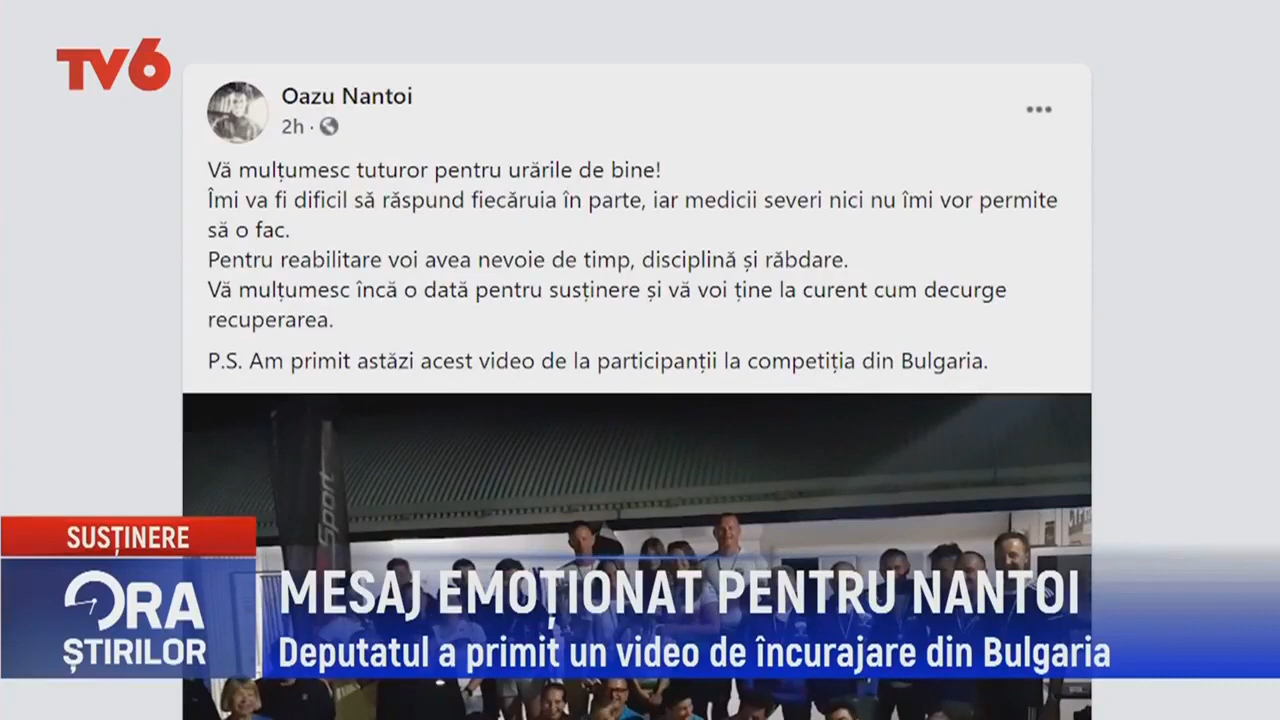 TV6
Oazu Nantoi
2h ·
Vă mulțumesc tuturor pentru urările de bine!
Îmi va fi dificil să răspund fiecăruia în parte, iar medicii severi nici nu îmi vor permite
să o fac.
Pentru reabilitare voi avea nevoie de timp, disciplină și răbdare.
Vă mulțumesc încă o dată pentru susținere și vă voi ține la curent cum decurge
recuperarea.
P.S. Am primit astăzi acest video de la participanții la competiția din Bulgaria.
Sport
SUSȚINERE
ORA
ȘTIRILOR
MESAJ EMOȚIONAT PENTRU NANTOI
Deputatul a primit un video de încurajare din Bulgaria